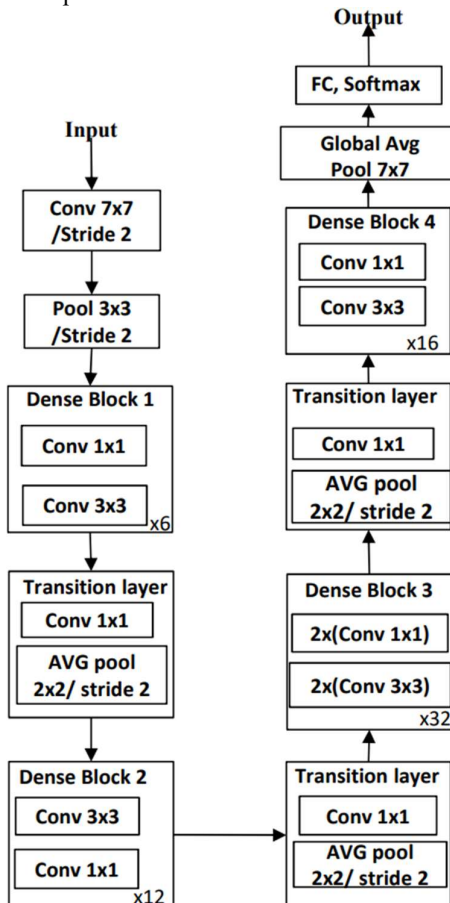 Input
Conv 7x7
/Stride 2
Pool 3x3
/Stride 2
Dense Block 1
Conv 1x1
Conv 3x3
x6
Transition layer
Conv 1x1
AVG pool
2x2/ stride 2
Dense Block 2
Conv 3x3
Conv 1x1
x12
Transition layer
Conv 1x1
AVG pool
2x2/ stride 2
Dense Block 3
2x(Conv 1x1)
2x(Conv 3x3)
x32
Transition layer
Conv 1x1
AVG pool
2x2/ stride 2
Dense Block 4
Conv 1x1
Conv 3x3
x16
Global Avg
Pool 7x7
FC, Softmax
Output